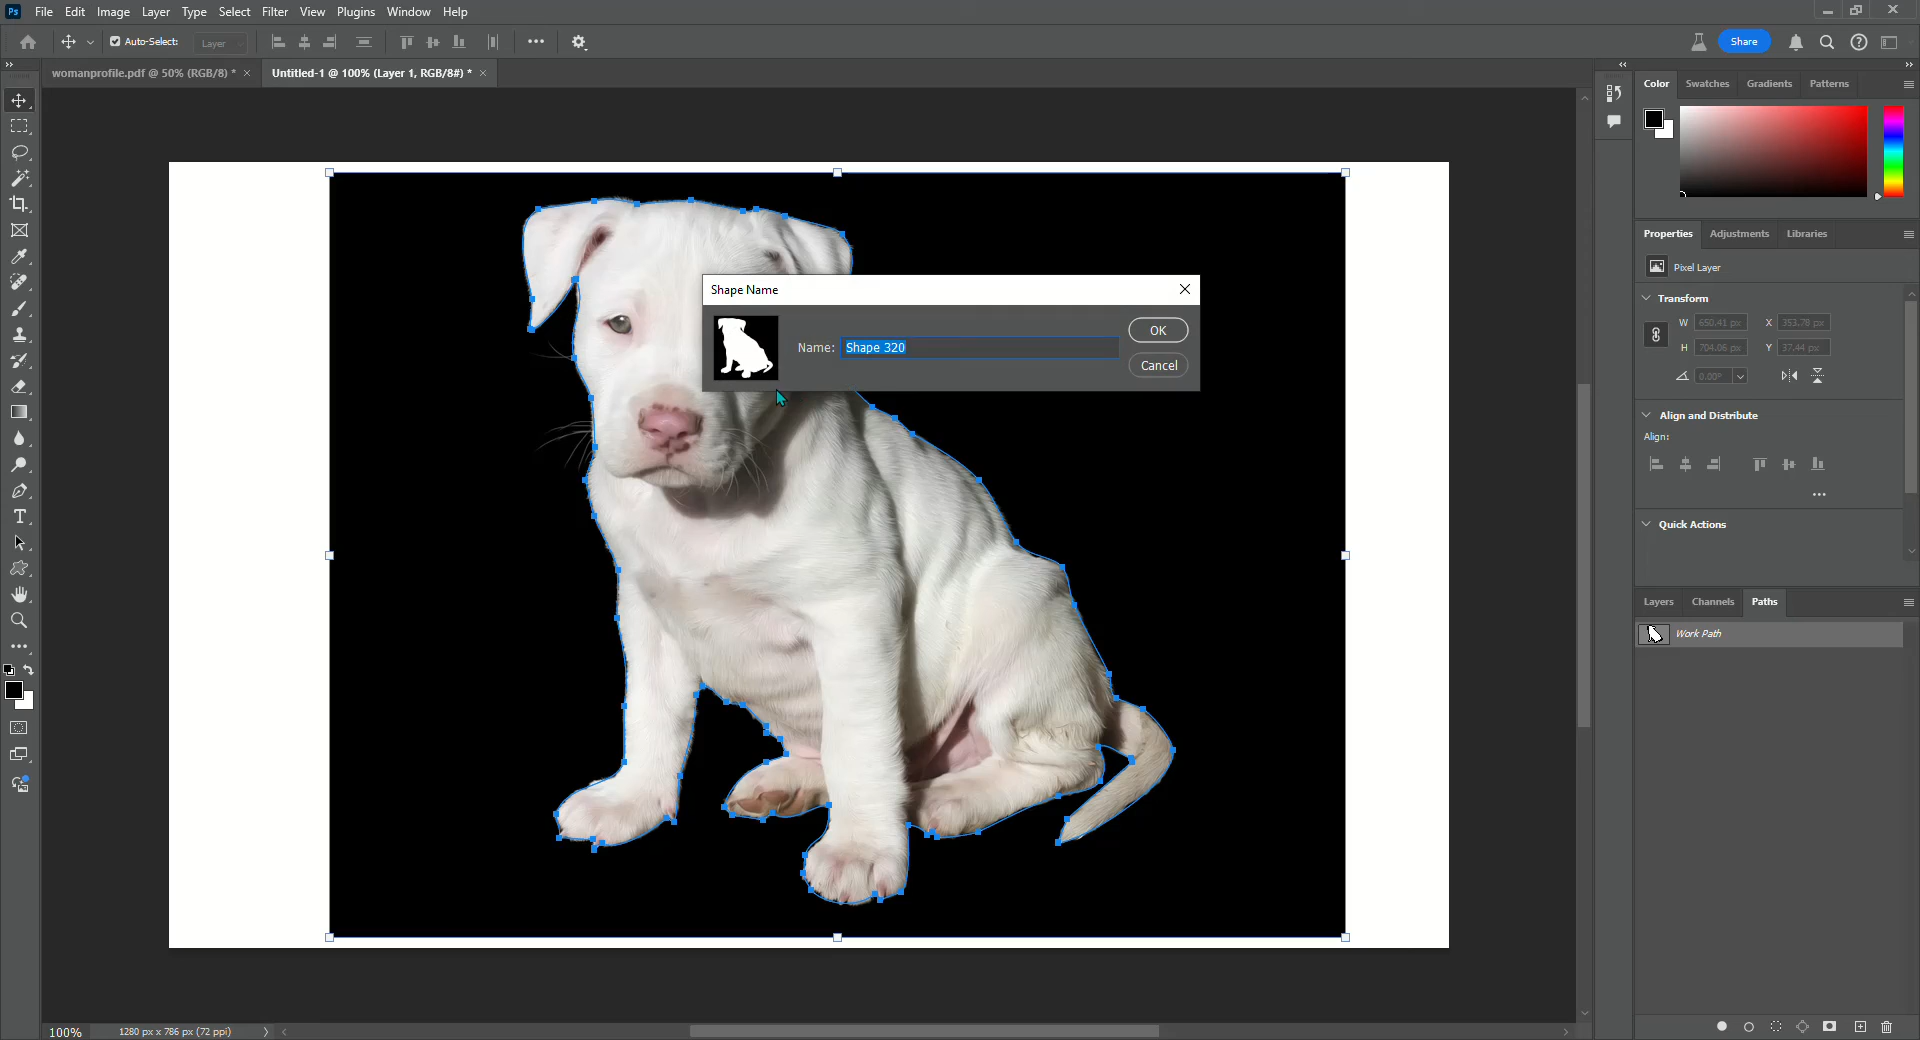 Ps File Edit Image Layer Type Select Filter View Plugins Window Help
Auto-Select: Layer Share
womanprofile.pdf @ 50% (RGB/8) * × Untitled-1 @ 100% (Layer 1, RGB/8#) * ×
Color Swatches Gradients Patterns
Properties Adjustments Libraries
Pixel Layer
Transform
W 650.41 px X 353.78 px
H 704.06 px Y 37.44 px
0.00°
Align and Distribute
Align:
Quick Actions
Layers Channels Paths
Work Path
Shape Name
Name: Shape 320
OK
Cancel
100% 1280 px x 786 px (72 ppi)